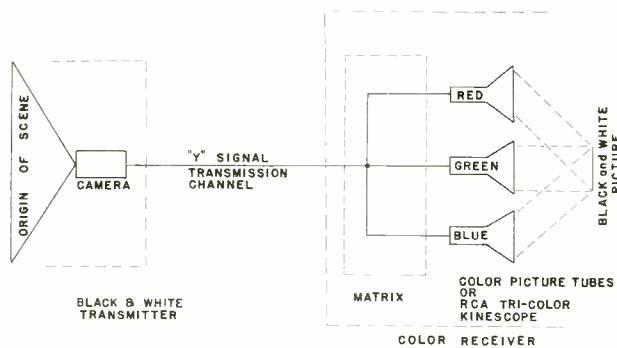 ORIGIN OF SCENE
CAMERA
"Y" SIGNAL
TRANSMISSION
CHANNEL
RED
GREEN
BLUE
BLACK and WHITE
PICTURE
BLACK & WHITE
TRANSMITTER
MATRIX
COLOR PICTURE TUBES
OR
RCA TRI-COLOR
KINESCOPE
COLOR RECEIVER